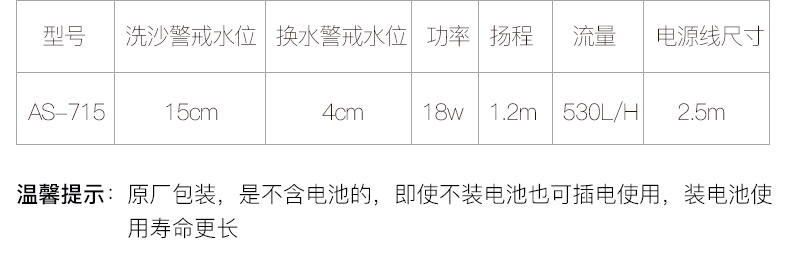 型号 洗沙警戒水位 换水警戒水位 功率 扬程 流量 电源线尺寸
AS-715 15cm 4cm 18w 1.2m 530L/H 2.5m
温馨提示：原厂包装，是不含电池的，即使不装电池也可插电使用，装电池使
用寿命更长